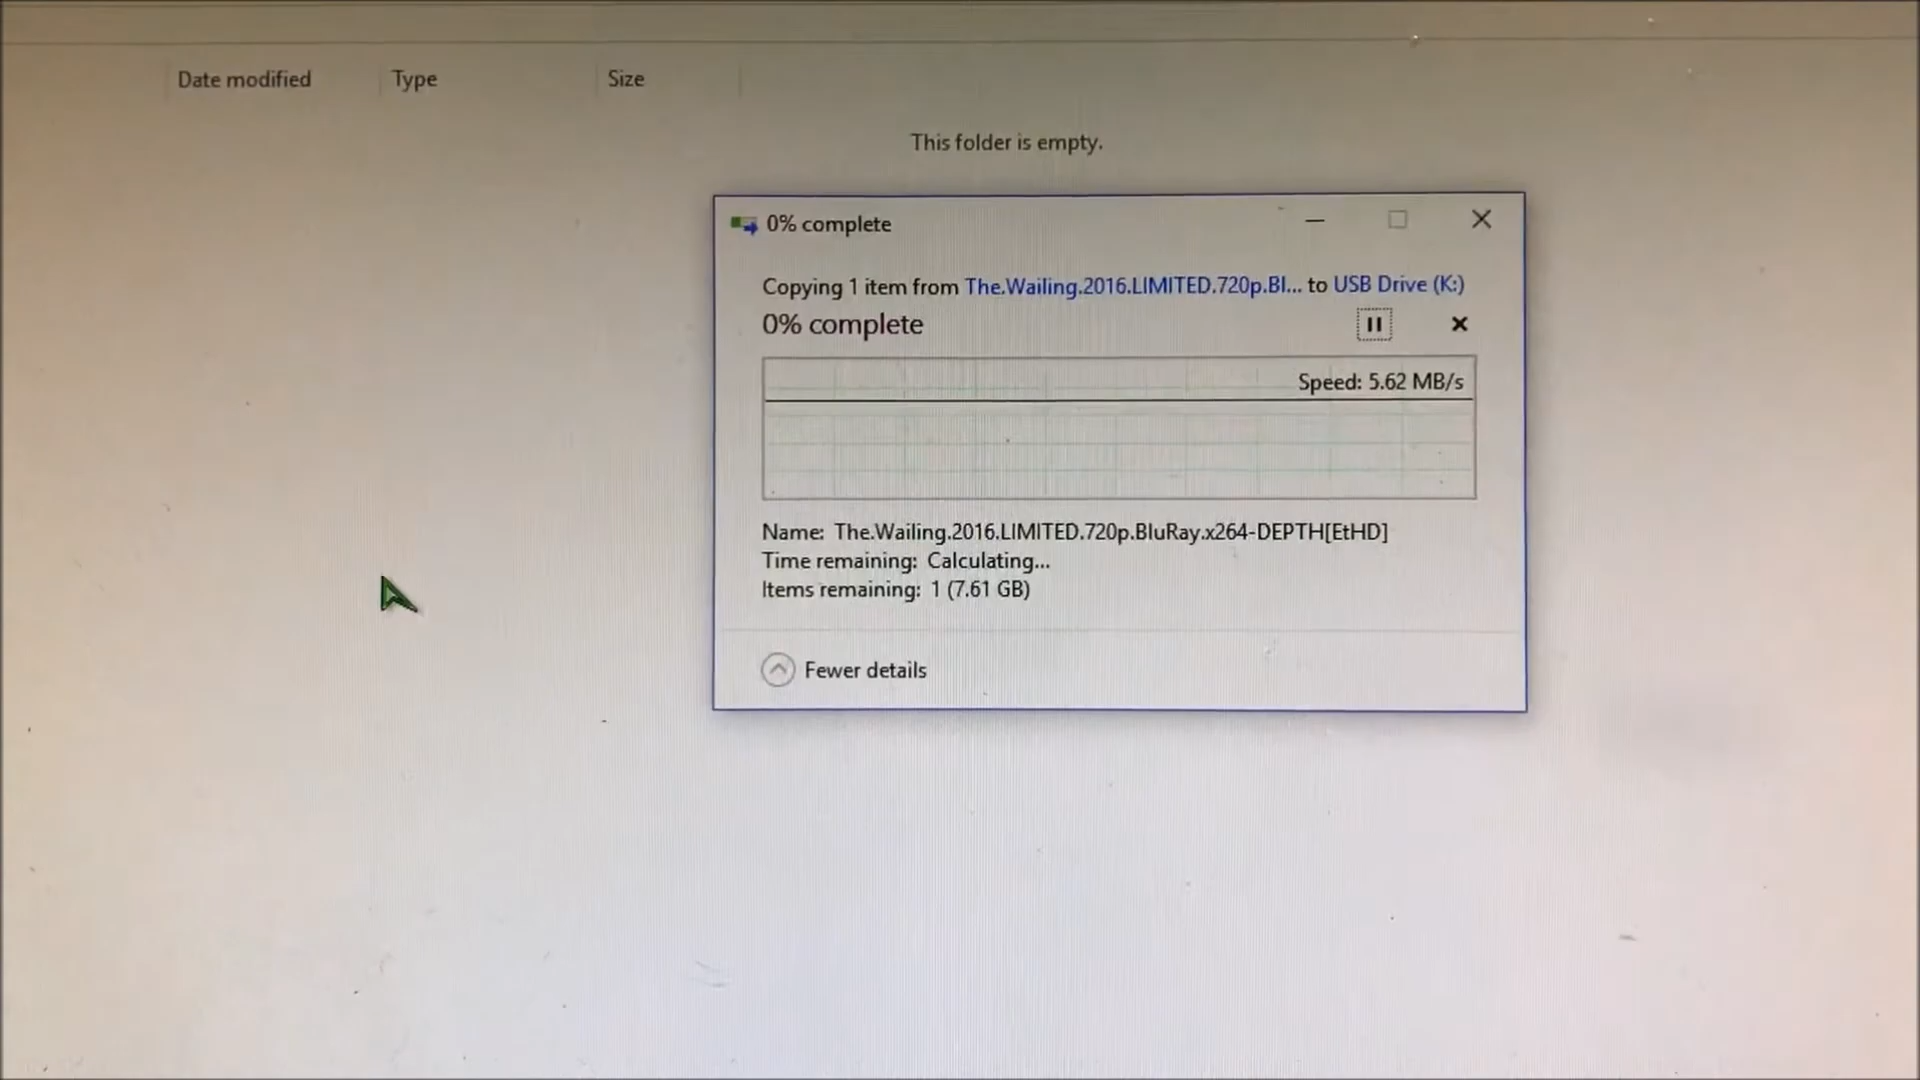 Date modified Type Size
This folder is empty.
0% complete
Copying 1 item from The.Wailing.2016.LIMITED.720p.Bl... to USB Drive (K:)
0% complete
Speed: 5.62 MB/s
Name: The.Wailing.2016.LIMITED.720p.BluRay.x264-DEPTH[EtHD]
Time remaining: Calculating...
Items remaining: 1 (7.61 GB)
Fewer details